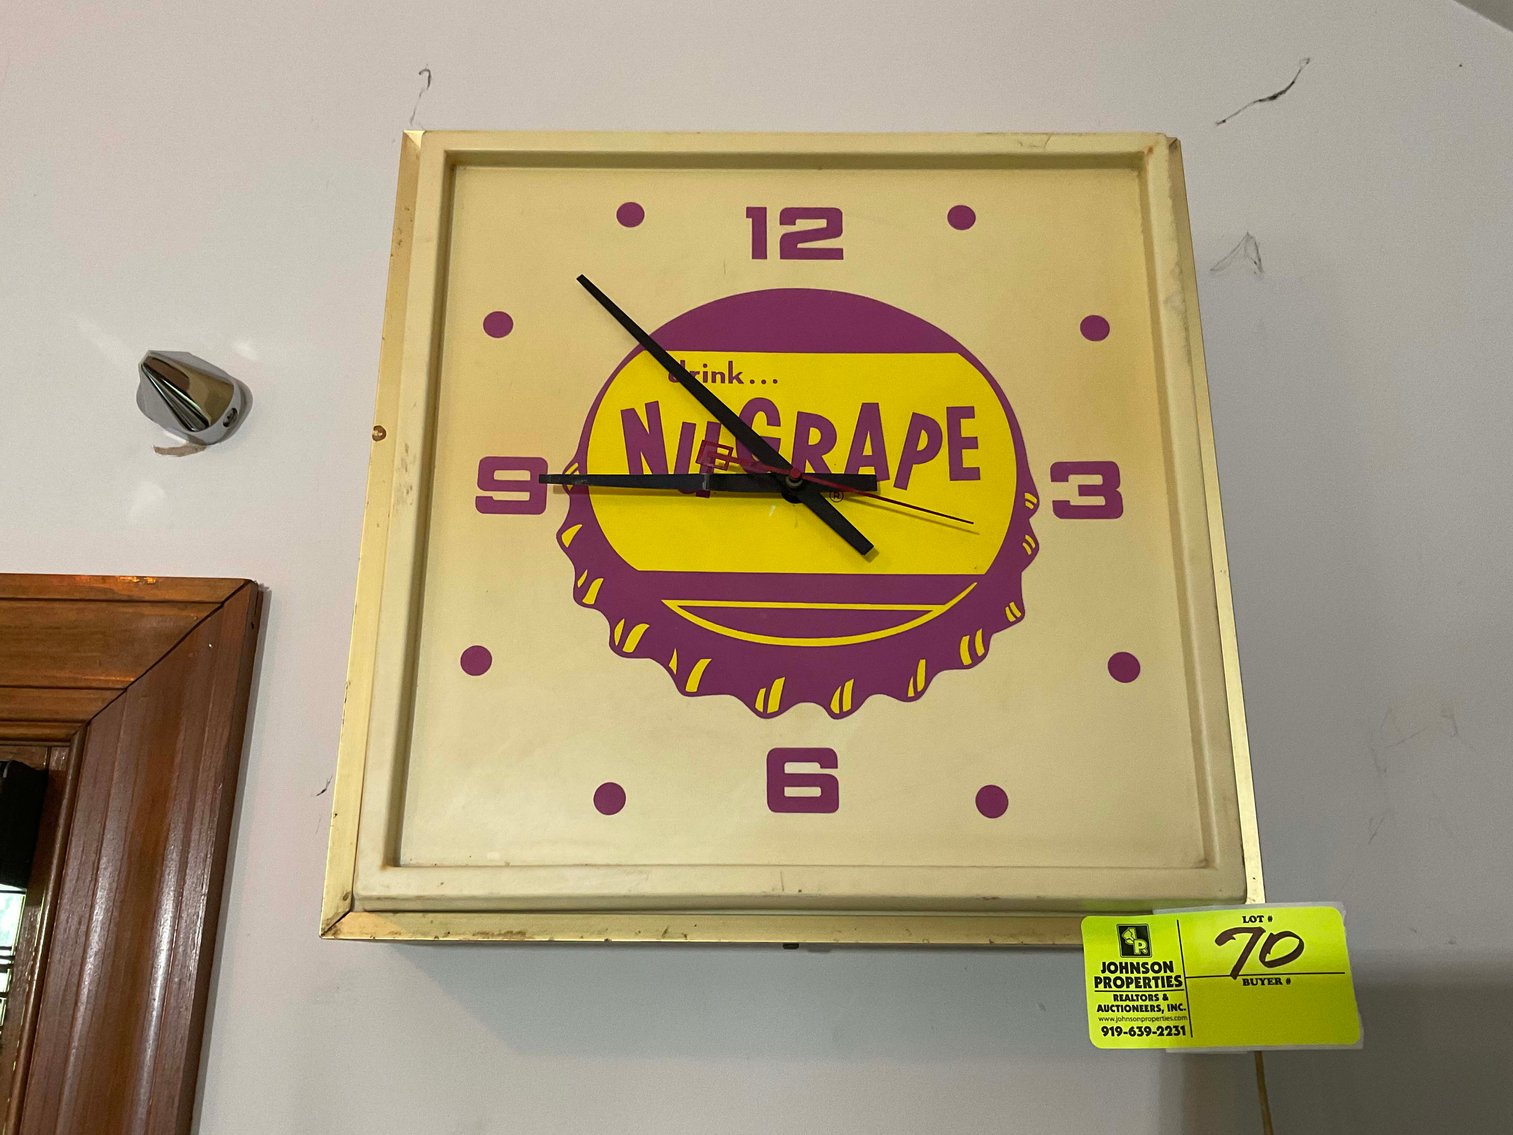 12
drink...
NuGRAPE
®
9
3
6
LOT #
70
BUYER #
JP
JOHNSON
PROPERTIES
REALTORS &
AUCTIONEERS, INC.
www.johnsonproperties.com
919-639-2231